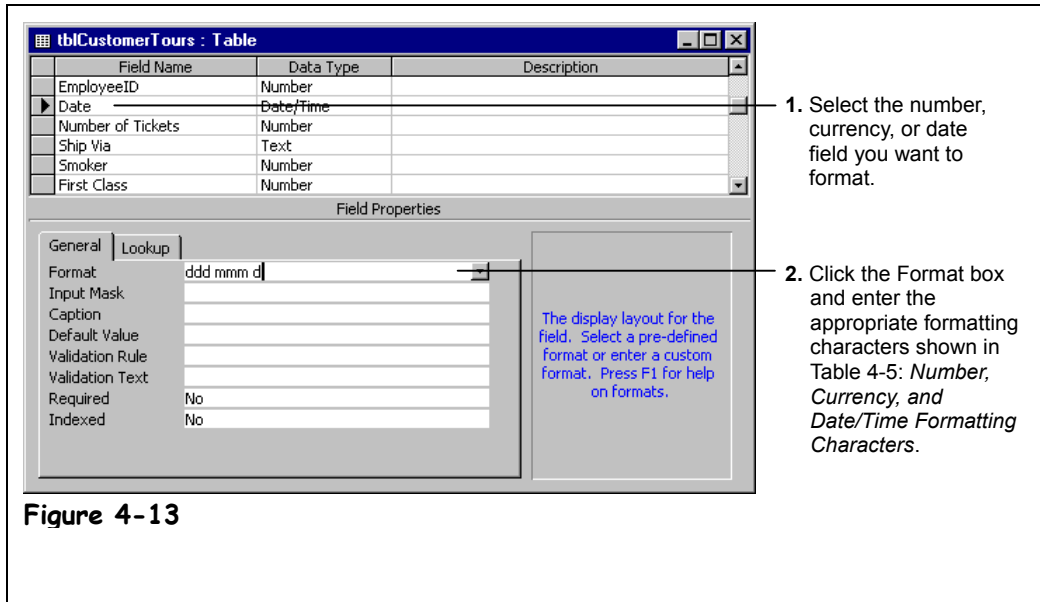 tblCustomerTours : Table
Field Name Data Type Description
EmployeeID Number
Date Date/Time
Number of Tickets Number
Ship Via Text
Smoker Number
First Class Number
Field Properties
General Lookup
Format ddd mmm d
Input Mask
Caption
Default Value
Validation Rule
Validation Text
Required No
Indexed No
The display layout for the
field. Select a pre-defined
format or enter a custom
format. Press F1 for help
on formats.
1. Select the number,
currency, or date
field you want to
format.
2. Click the Format box
and enter the
appropriate formatting
characters shown in
Table 4-5: Number,
Currency, and
Date/Time Formatting
Characters.
Figure 4-13